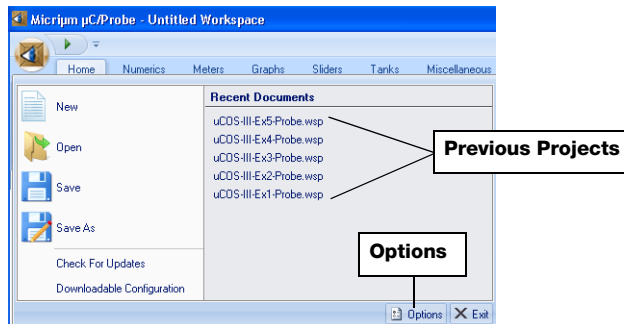 Micriµm µC/Probe - Untitled Workspace
Home Numerics Meters Graphs Sliders Tanks Miscellaneous
New
Open
Save
Save As
Check For Updates
Downloadable Configuration
Recent Documents
uCOS-III-Ex5-Probe.wsp
uCOS-III-Ex4-Probe.wsp
uCOS-III-Ex3-Probe.wsp
uCOS-III-Ex2-Probe.wsp
uCOS-III-Ex1-Probe.wsp
Previous Projects
Options
Options Exit